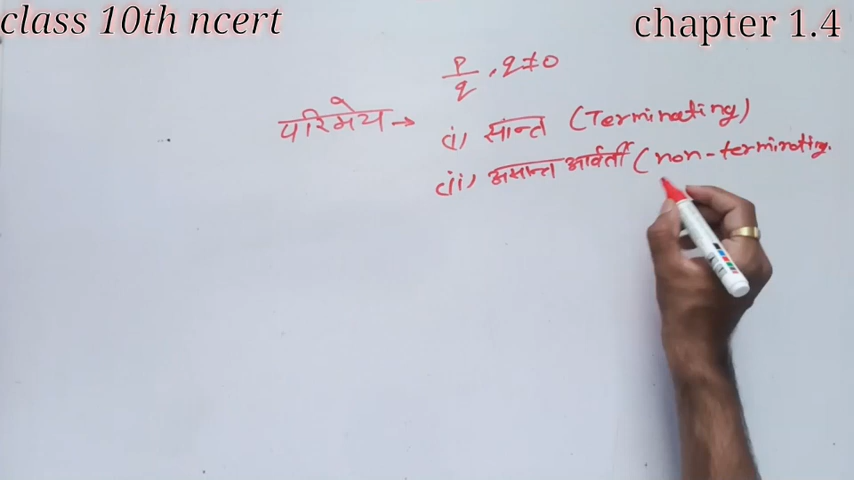 class 10th ncert
chapter 1.4
p/q, q≠0
परिमेय →
(i) सान्त (Terminating)
(ii) असान्त आवर्ती (non-terminating.